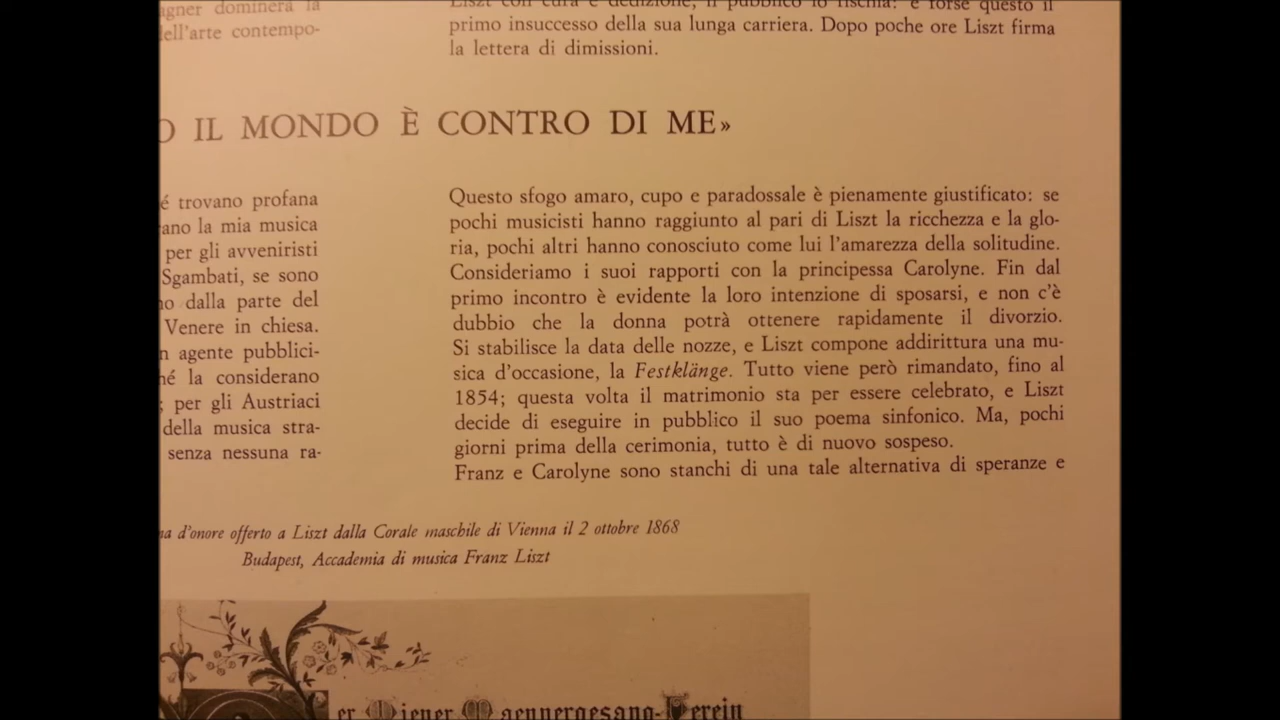 agner dominerà la
dell'arte contempo-
Liszt con cura e dedizione, il pubblico lo fischia: è forse questo il
primo insuccesso della sua lunga carriera. Dopo poche ore Liszt firma
la lettera di dimissioni.
O IL MONDO È CONTRO DI ME»
é trovano profana
ano la mia musica
per gli avveniristi
Sgambati, se sono
no dalla parte del
Venere in chiesa.
n agente pubblici-
hé la considerano
; per gli Austriaci
della musica stra-
senza nessuna ra-
Questo sfogo amaro, cupo e paradossale è pienamente giustificato: se
pochi musicisti hanno raggiunto al pari di Liszt la ricchezza e la glo-
ria, pochi altri hanno conosciuto come lui l'amarezza della solitudine.
Consideriamo i suoi rapporti con la principessa Carolyne. Fin dal
primo incontro è evidente la loro intenzione di sposarsi, e non c'è
dubbio che la donna potrà ottenere rapidamente il divorzio.
Si stabilisce la data delle nozze, e Liszt compone addirittura una mu-
sica d'occasione, la Festklänge. Tutto viene però rimandato, fino al
1854; questa volta il matrimonio sta per essere celebrato, e Liszt
decide di eseguire in pubblico il suo poema sinfonico. Ma, pochi
giorni prima della cerimonia, tutto è di nuovo sospeso.
Franz e Carolyne sono stanchi di una tale alternativa di speranze e
na d'onore offerto a Liszt dalla Corale maschile di Vienna il 2 ottobre 1868
Budapest, Accademia di musica Franz Liszt
er Wiener Maennergesang-Verein